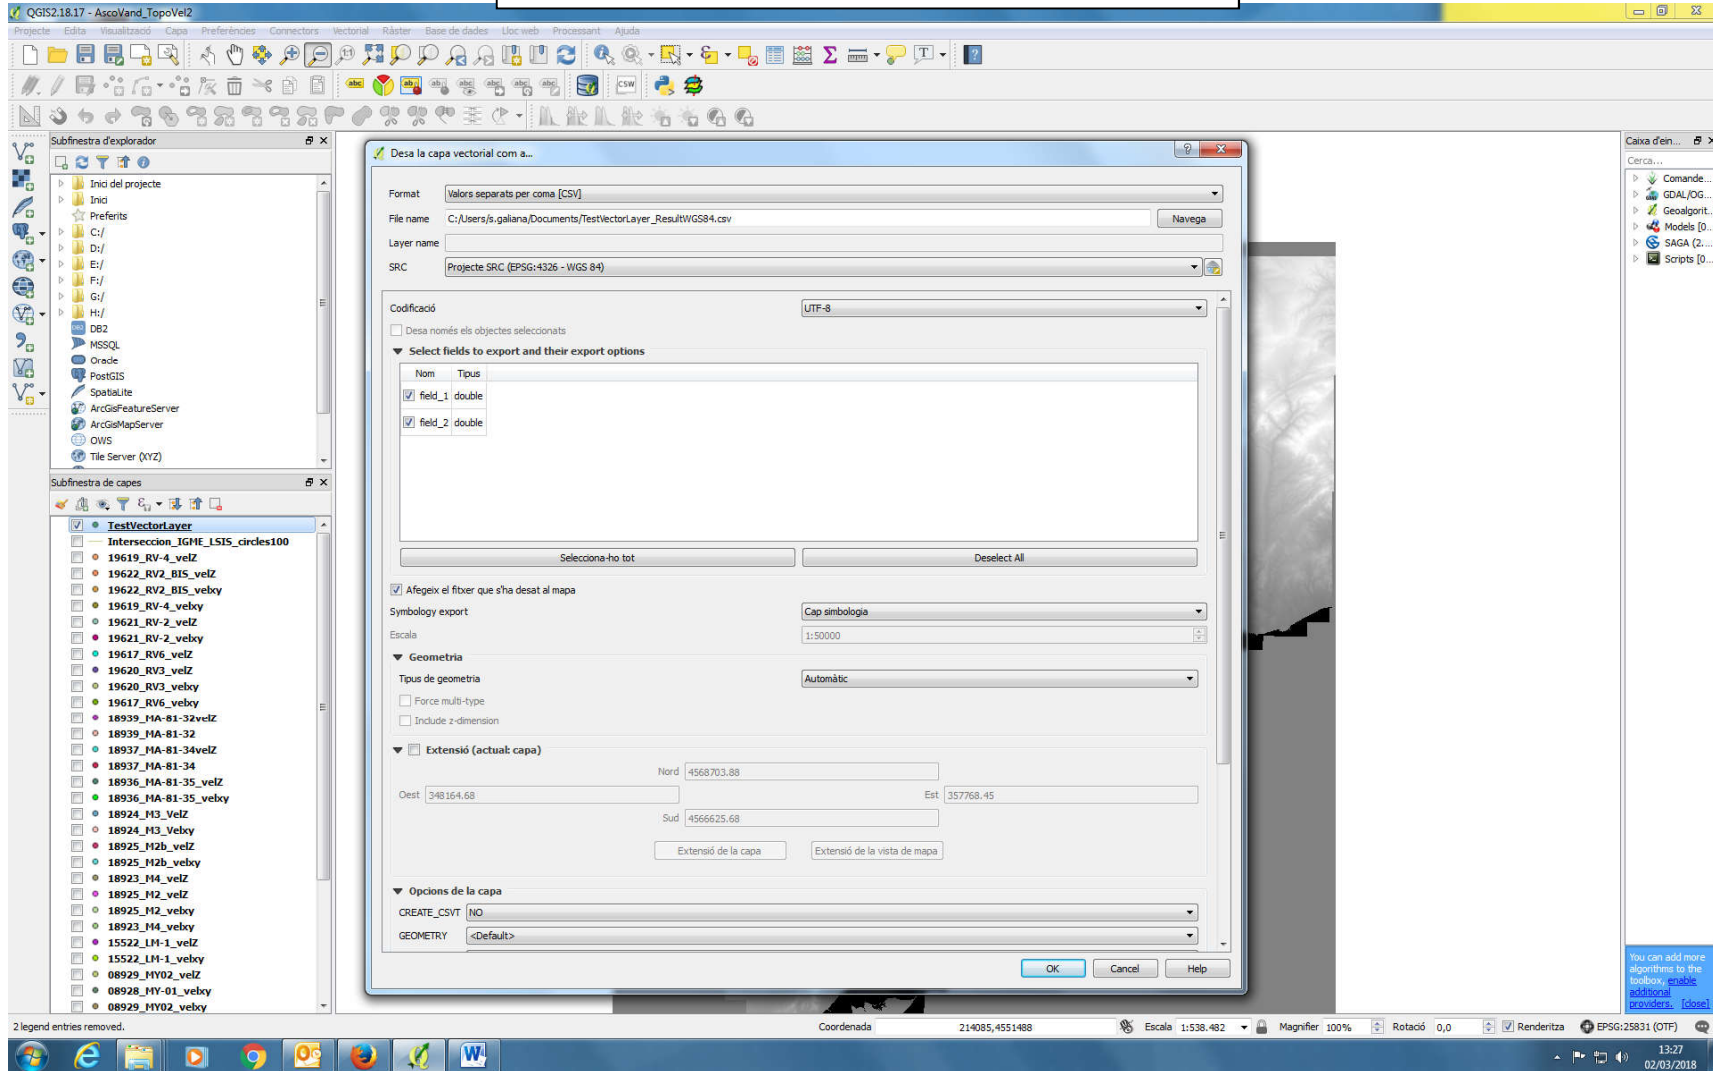 QGIS2.18.17 - AscoVand_TopoVel2
Projecte Edita Visualització Capa Preferències Connectors Vectorial Ràster Base de dades Lloc web Processant Ajuda
Subfinestra d'explorador
Inici del projecte
Inici
Preferits
C:/
D:/
E:/
F:/
G:/
H:/
DB2
MSSQL
Oracle
PostGIS
SpatiaLite
ArcGisFeatureServer
ArcGisMapServer
OWS
Tile Server (XYZ)
Subfinestra de capes
TestVectorLayer
Interseccion_IGME_LSIS_circles100
19619_RV-4_velZ
19622_RV2_BIS_velZ
19622_RV2_BIS_velxy
19619_RV-4_velxy
19621_RV-2_velZ
19621_RV-2_velxy
19617_RV6_velZ
19620_RV3_velZ
19620_RV3_velxy
19617_RV6_velxy
18939_MA-81-32velZ
18939_MA-81-32
18937_MA-81-34velZ
18937_MA-81-34
18936_MA-81-35_velZ
18936_MA-81-35_velxy
18924_M3_VelZ
18924_M3_Velxy
18925_M2b_velZ
18925_M2b_velxy
18923_M4_velZ
18925_M2_velZ
18925_M2_velxy
18923_M4_velxy
15522_LM-1_velZ
15522_LM-1_velxy
08929_MY02_velZ
08928_MY-01_velxy
08929_MY02_velxy
Desa la capa vectorial com a...
Format Valors separats per coma [CSV]
File name C:/Users/s.galiana/Documents/TestVectorLayer_ResultWGS84.csv Navega
Layer name
SRC Projecte SRC (EPSG:4326 - WGS 84)
Codificació UTF-8
Desa només els objectes seleccionats
Select fields to export and their export options
Nom Tipus
field_1 double
field_2 double
Selecciona-ho tot Deselect All
Afegeix el fitxer que s'ha desat al mapa
Symbology export Cap simbologia
Escala 1:50000
Geometria
Tipus de geometria Automàtic
Force multi-type
Include z-dimension
Extensió (actual: capa)
Nord 4568703.88
Oest 348164.68 Est 357768.45
Sud 4566625.68
Extensió de la capa Extensió de la vista de mapa
Opcions de la capa
CREATE_CSVT NO
GEOMETRY <Default>
OK Cancel Help
Caixa d'ein...
Cerca...
Comande...
GDAL/OG...
Geoalgorit...
Models [0...
SAGA (2....
Scripts [0...
You can add more
algorithms to the
toolbox, enable
additional
providers. [close]
2 legend entries removed. Coordenada 214085,4551488 Escala 1:538.482 Magnifier 100% Rotació 0,0 Renderitza EPSG:25831 (OTF)
13:27
02/03/2018